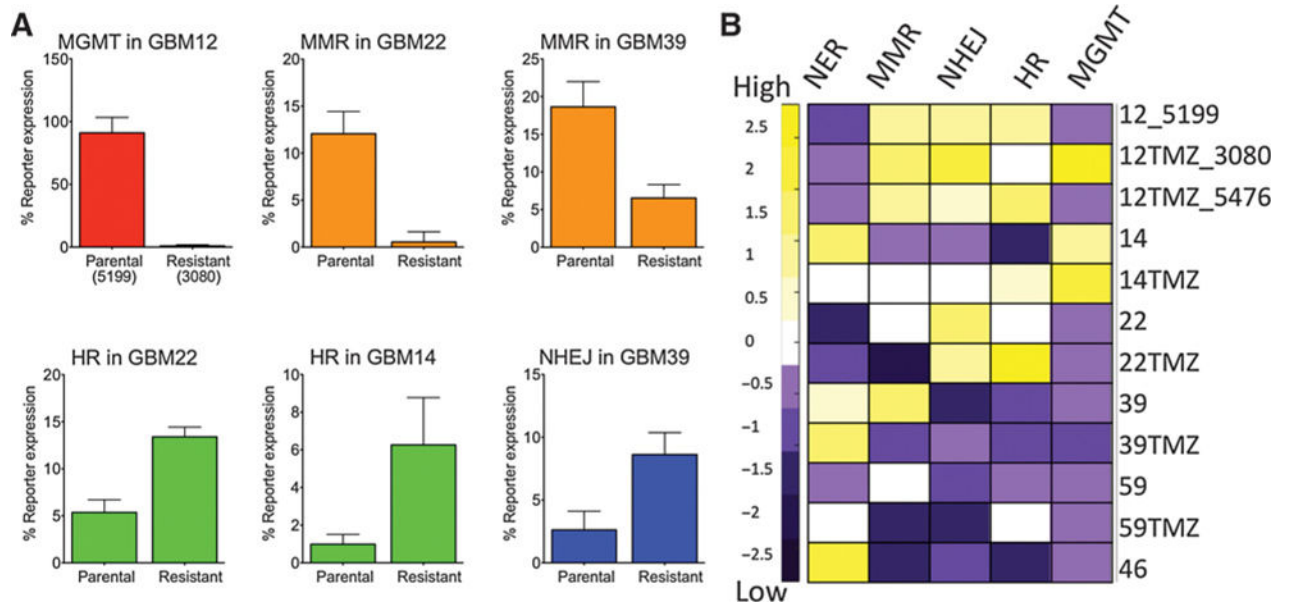 A
MGMT in GBM12
% Reporter expression
150
100
50
0
Parental
(5199)
Resistant
(3080)
MMR in GBM22
% Reporter expression
20
15
10
5
0
Parental
Resistant
MMR in GBM39
% Reporter expression
25
20
15
10
5
0
Parental
Resistant
HR in GBM22
% Reporter expression
20
15
10
5
0
Parental
Resistant
HR in GBM14
% Reporter expression
10
8
6
4
2
0
Parental
Resistant
NHEJ in GBM39
% Reporter expression
15
10
5
0
Parental
Resistant
B
NER
MMR
NHEJ
HR
MGMT
High
2.5
2
1.5
1
0.5
0
−0.5
−1
−1.5
−2
−2.5
Low
12_5199
12TMZ_3080
12TMZ_5476
14
14TMZ
22
22TMZ
39
39TMZ
59
59TMZ
46